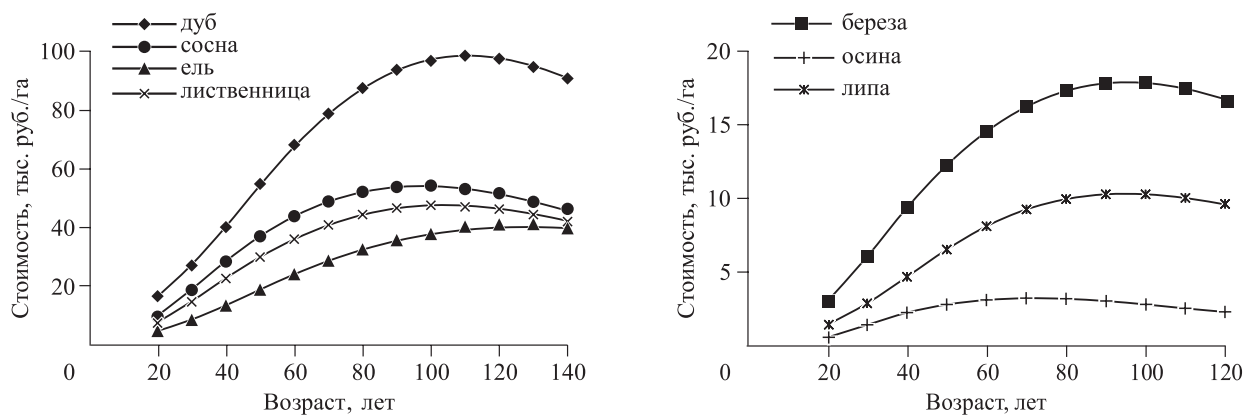 дуб
сосна
ель
лиственница
Стоимость, тыс. руб./га
100
80
60
40
20
0
20 40 60 80 100 120 140
Возраст, лет
береза
осина
липа
Стоимость, тыс. руб./га
20
15
10
5
0
20 40 60 80 100 120
Возраст, лет